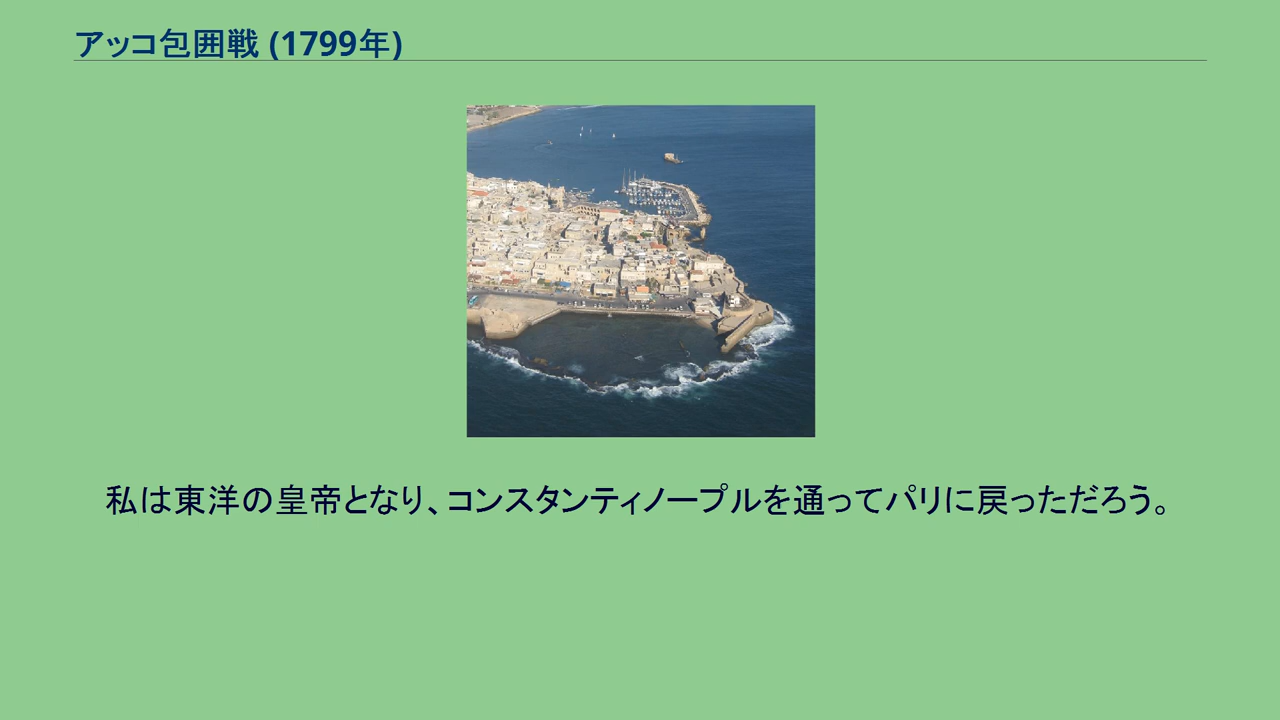 アッコ包囲戦 (1799年)
私は東洋の皇帝となり、コンスタンティノープルを通ってパリに戻っただろう。